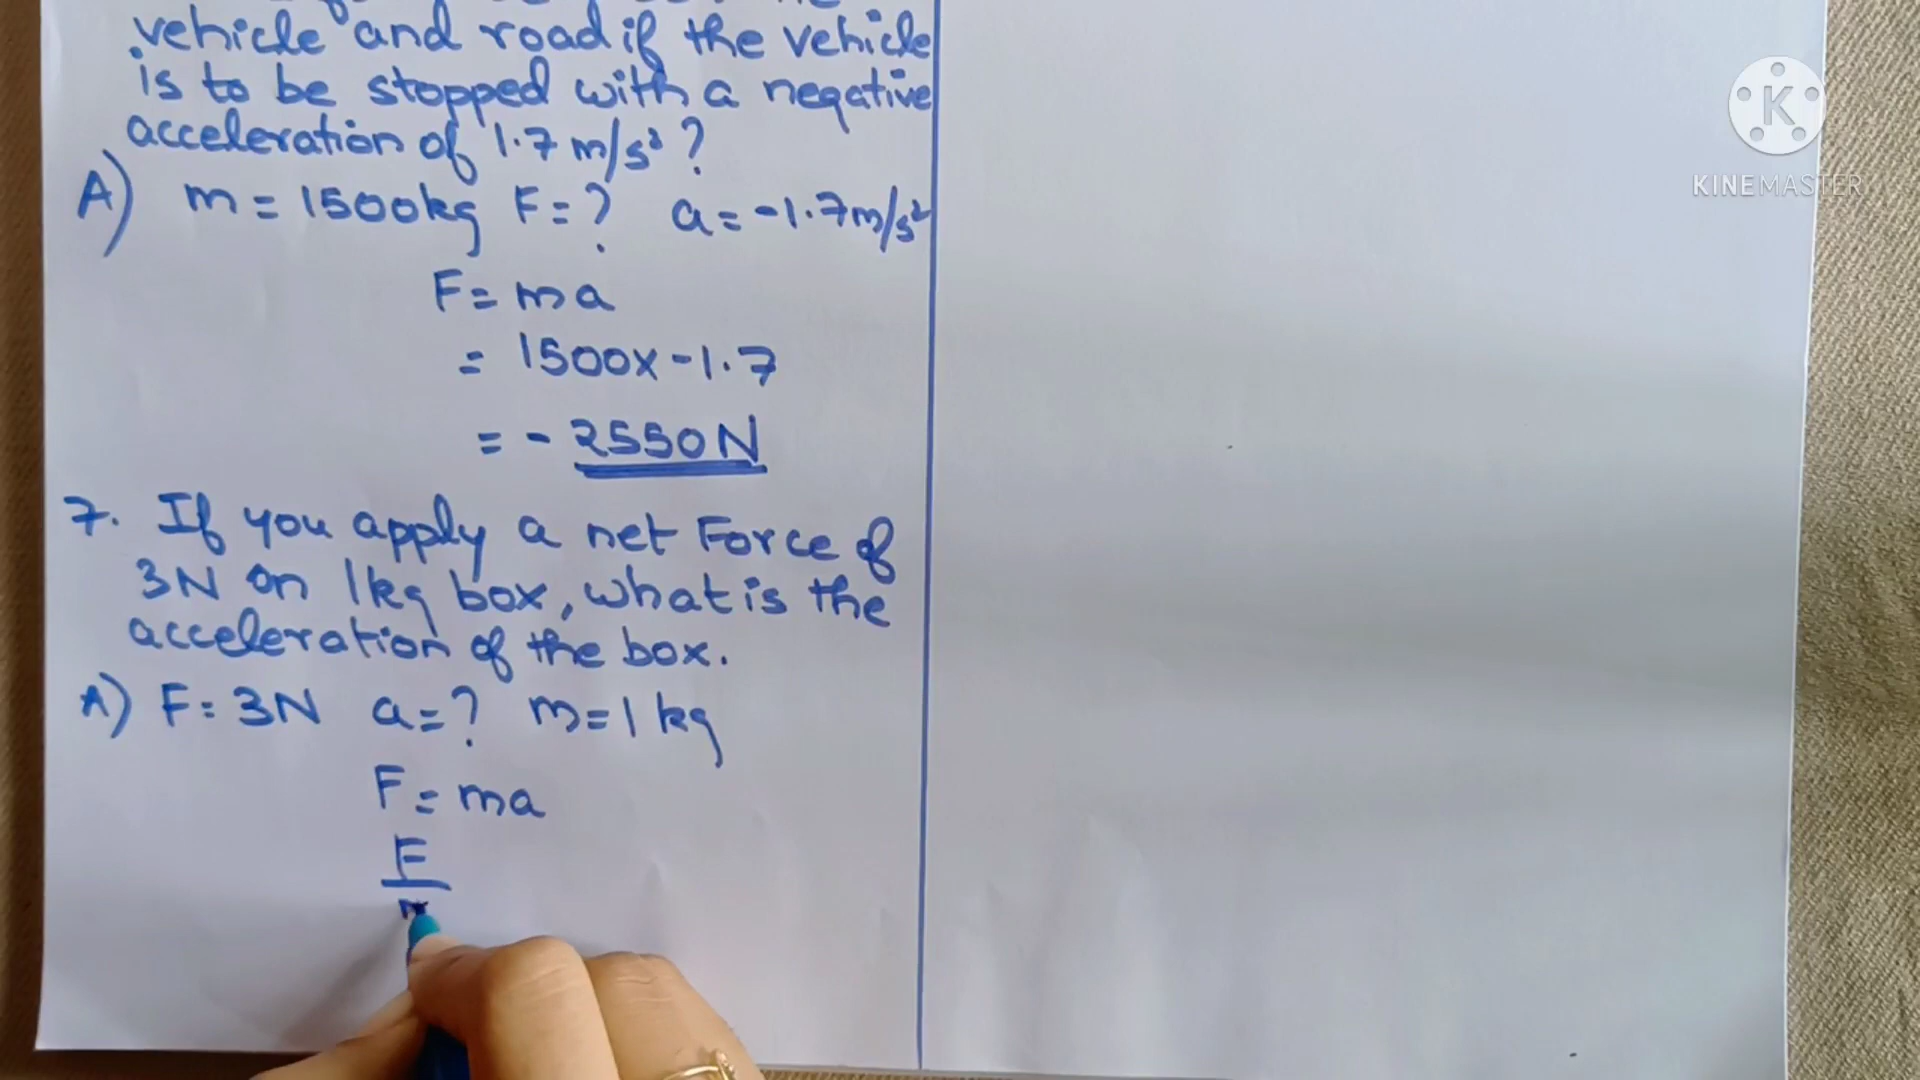 vehicle and road if the vehicle
is to be stopped with a negative
acceleration of 1.7 m/s² ?
A) m = 1500kg F = ? a = -1.7m/s²
F = ma
= 1500x -1.7
= - 2550N
7. If you apply a net Force of
3N on 1kg box, what is the
acceleration of the box.
A) F = 3N a = ? m = 1 kg
F = ma
F
K
KINEMASTER